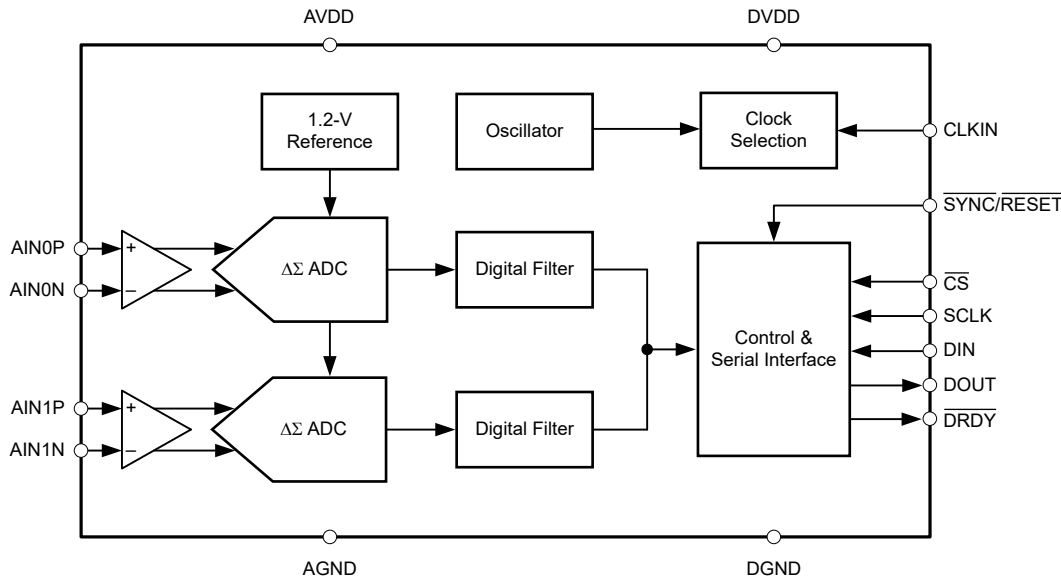 AVDD
DVDD
1.2-V
Reference
Oscillator
Clock
Selection
CLKIN
SYNC/RESET
AIN0P
+
ΔΣ ADC
Digital Filter
AIN0N
−
CS
SCLK
Control &
Serial Interface
DIN
DOUT
DRDY
AIN1P
+
ΔΣ ADC
Digital Filter
AIN1N
−
AGND
DGND